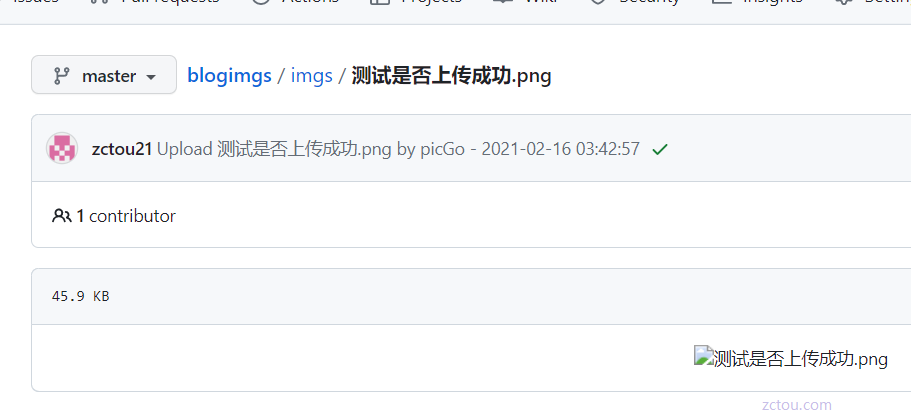 Issues Pull requests Actions Projects Wiki Security Insights
master blogimgs / imgs / 测试是否上传成功.png
zctou21 Upload 测试是否上传成功.png by picGo - 2021-02-16 03:42:57
1 contributor
45.9 KB
测试是否上传成功.png
zctou.com